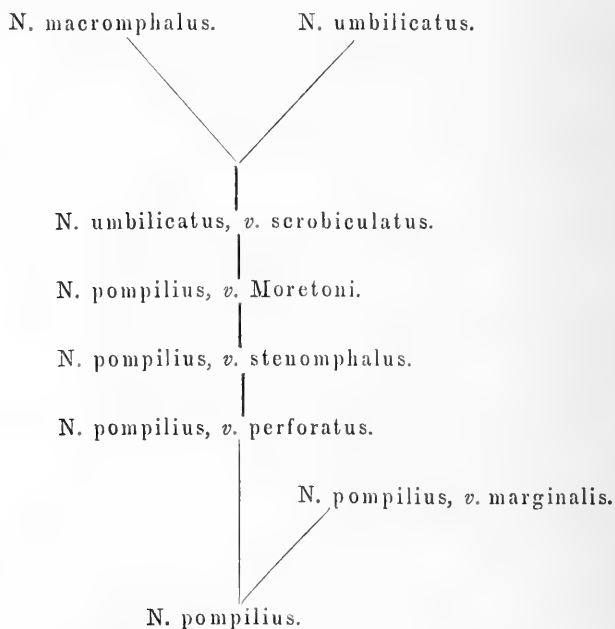 N. macromphalus. N. umbilicatus.
N. umbilicatus, v. scrobiculatus.
N. pompilius, v. Moretoni.
N. pompilius, v. stenomphalus.
N. pompilius, v. perforatus.
N. pompilius, v. marginalis.
N. pompilius.